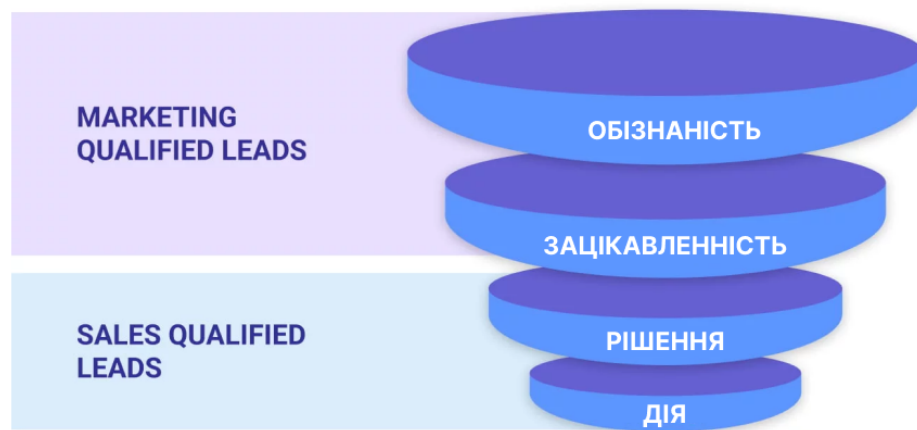 MARKETING
QUALIFIED LEADS
ОБІЗНАНІСТЬ
ЗАЦІКАВЛЕННІСТЬ
SALES QUALIFIED
LEADS
РІШЕННЯ
ДІЯ